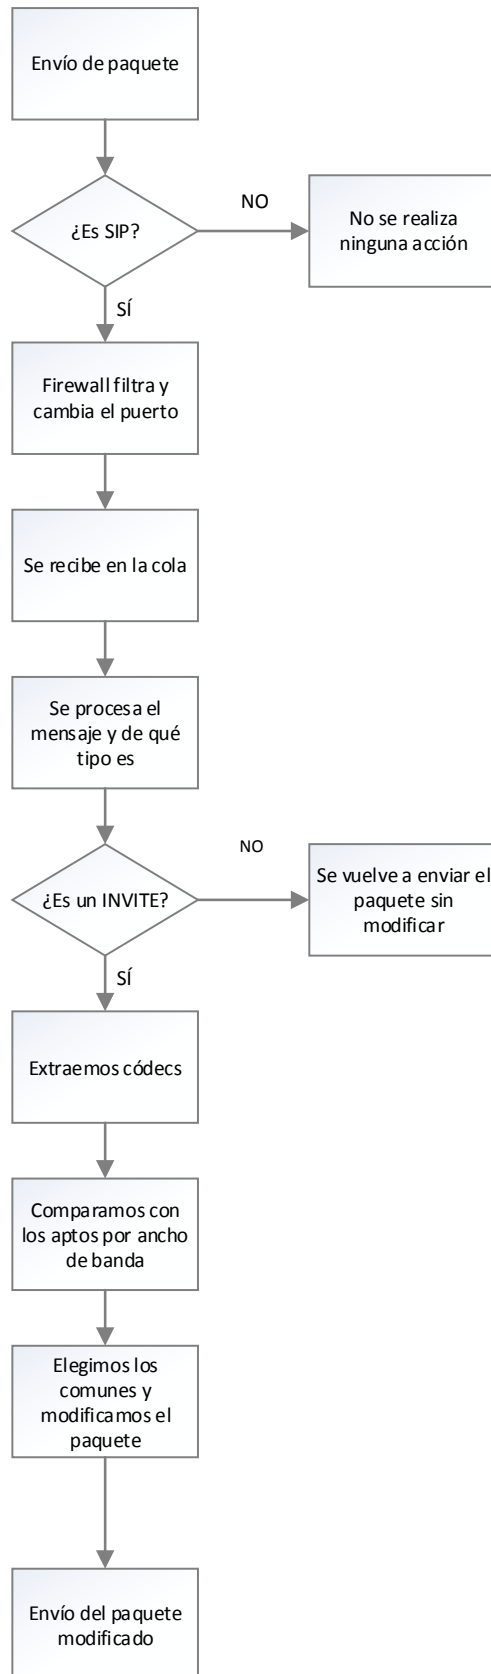 Envío de paquete
¿Es SIP?
NO
No se realiza
ninguna acción
SÍ
Firewall filtra y
cambia el puerto
Se recibe en la cola
Se procesa el
mensaje y de qué
tipo es
¿Es un INVITE?
NO
Se vuelve a enviar el
paquete sin
modificar
SÍ
Extraemos códecs
Comparamos con
los aptos por ancho
de banda
Elegimos los
comunes y
modificamos el
paquete
Envío del paquete
modificado